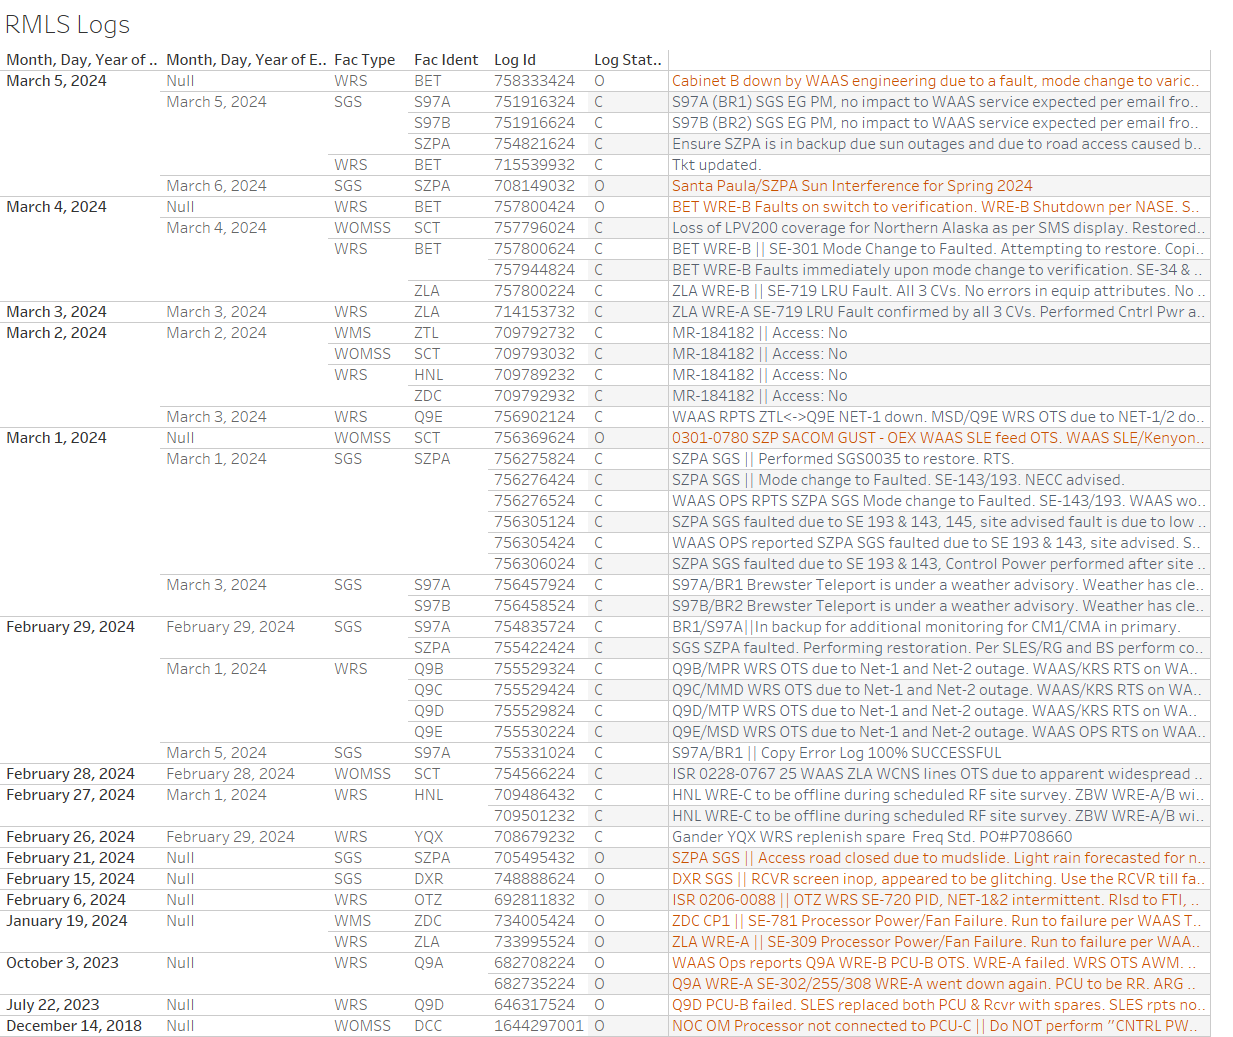 RMLS Logs
Month, Day, Year of .. Month, Day, Year of E.. Fac Type Fac Ident Log Id Log Stat..
March 5, 2024 Null WRS BET 758333424 O Cabinet B down by WAAS engineering due to a fault, mode change to varic..
March 5, 2024 SGS S97A 751916324 C S97A (BR1) SGS EG PM, no impact to WAAS service expected per email fro..
S97B 751916624 C S97B (BR2) SGS EG PM, no impact to WAAS service expected per email fro..
SZPA 754821624 C Ensure SZPA is in backup due sun outages and due to road access caused b..
WRS BET 715539932 C Tkt updated.
March 6, 2024 SGS SZPA 708149032 O Santa Paula/SZPA Sun Interference for Spring 2024
March 4, 2024 Null WRS BET 757800424 O BET WRE-B Faults on switch to verification. WRE-B Shutdown per NASE. S..
March 4, 2024 WOMSS SCT 757796024 C Loss of LPV200 coverage for Northern Alaska as per SMS display. Restored..
WRS BET 757800624 C BET WRE-B || SE-301 Mode Change to Faulted. Attempting to restore. Copi..
757944824 C BET WRE-B Faults immediately upon mode change to verification. SE-34 & ..
ZLA 757800224 C ZLA WRE-B || SE-719 LRU Fault. All 3 CVs. No errors in equip attributes. No ..
March 3, 2024 March 3, 2024 WRS ZLA 714153732 C ZLA WRE-A SE-719 LRU Fault confirmed by all 3 CVs. Performed Cntrl Pwr a..
March 2, 2024 March 2, 2024 WMS ZTL 709792732 C MR-184182 || Access: No
WOMSS SCT 709793032 C MR-184182 || Access: No
WRS HNL 709789232 C MR-184182 || Access: No
ZDC 709792932 C MR-184182 || Access: No
March 3, 2024 WRS Q9E 756902124 C WAAS RPTS ZTL<->Q9E NET-1 down. MSD/Q9E WRS OTS due to NET-1/2 do..
March 1, 2024 Null WOMSS SCT 756369624 O 0301-0780 SZP SACOM GUST - OEX WAAS SLE feed OTS. WAAS SLE/Kenyon..
March 1, 2024 SGS SZPA 756275824 C SZPA SGS || Performed SGS0035 to restore. RTS.
756276424 C SZPA SGS || Mode change to Faulted. SE-143/193. NECC advised.
756276524 C WAAS OPS RPTS SZPA SGS Mode change to Faulted. SE-143/193. WAAS wo..
756305124 C SZPA SGS faulted due to SE 193 & 143, 145, site advised fault is due to low ..
756305424 C WAAS OPS reported SZPA SGS faulted due to SE 193 & 143, site advised. S..
756306024 C SZPA SGS faulted due to SE 193 & 143, Control Power performed after site ..
March 3, 2024 SGS S97A 756457924 C S97A/BR1 Brewster Teleport is under a weather advisory. Weather has cle..
S97B 756458524 C S97B/BR2 Brewster Teleport is under a weather advisory. Weather has cle..
February 29, 2024 February 29, 2024 SGS S97A 754835724 C BR1/S97A||In backup for additional monitoring for CM1/CMA in primary.
SZPA 755422424 C SGS SZPA faulted. Performing restoration. Per SLES/RG and BS perform co..
March 1, 2024 WRS Q9B 755529324 C Q9B/MPR WRS OTS due to Net-1 and Net-2 outage. WAAS/KRS RTS on WA..
Q9C 755529424 C Q9C/MMD WRS OTS due to Net-1 and Net-2 outage. WAAS/KRS RTS on WA..
Q9D 755529824 C Q9D/MTP WRS OTS due to Net-1 and Net-2 outage. WAAS/KRS RTS on WA..
Q9E 755530224 C Q9E/MSD WRS OTS due to Net-1 and Net-2 outage. WAAS OPS RTS on WAA..
March 5, 2024 SGS S97A 755331024 C S97A/BR1 || Copy Error Log 100% SUCCESSFUL
February 28, 2024 February 28, 2024 WOMSS SCT 754566224 C ISR 0228-0767 25 WAAS ZLA WCNS lines OTS due to apparent widespread ..
February 27, 2024 March 1, 2024 WRS HNL 709486432 C HNL WRE-C to be offline during scheduled RF site survey. ZBW WRE-A/B wi..
709501232 C HNL WRE-C to be offline during scheduled RF site survey. ZBW WRE-A/B wi..
February 26, 2024 February 29, 2024 WRS YQX 708679232 C Gander YQX WRS replenish spare Freq Std. PO#P708660
February 21, 2024 Null SGS SZPA 705495432 O SZPA SGS || Access road closed due to mudslide. Light rain forecasted for n..
February 15, 2024 Null SGS DXR 748888624 O DXR SGS || RCVR screen inop, appeared to be glitching. Use the RCVR till fa..
February 6, 2024 Null WRS OTZ 692811832 O ISR 0206-0088 || OTZ WRS SE-720 PID, NET-1&2 intermittent. Rlsd to FTI, ..
January 19, 2024 Null WMS ZDC 734005424 O ZDC CP1 || SE-781 Processor Power/Fan Failure. Run to failure per WAAS T..
WRS ZLA 733995524 O ZLA WRE-A || SE-309 Processor Power/Fan Failure. Run to failure per WAA..
October 3, 2023 Null WRS Q9A 682708224 O WAAS Ops reports Q9A WRE-B PCU-B OTS. WRE-A failed. WRS OTS AWM. ..
682735224 O Q9A WRE-A SE-302/255/308 WRE-A went down again. PCU to be RR. ARG ..
July 22, 2023 Null WRS Q9D 646317524 O Q9D PCU-B failed. SLES replaced both PCU & Rcvr with spares. SLES rpts no..
December 14, 2018 Null WOMSS DCC 1644297001 O NOC OM Processor not connected to PCU-C || Do NOT perform "CNTRL PW..